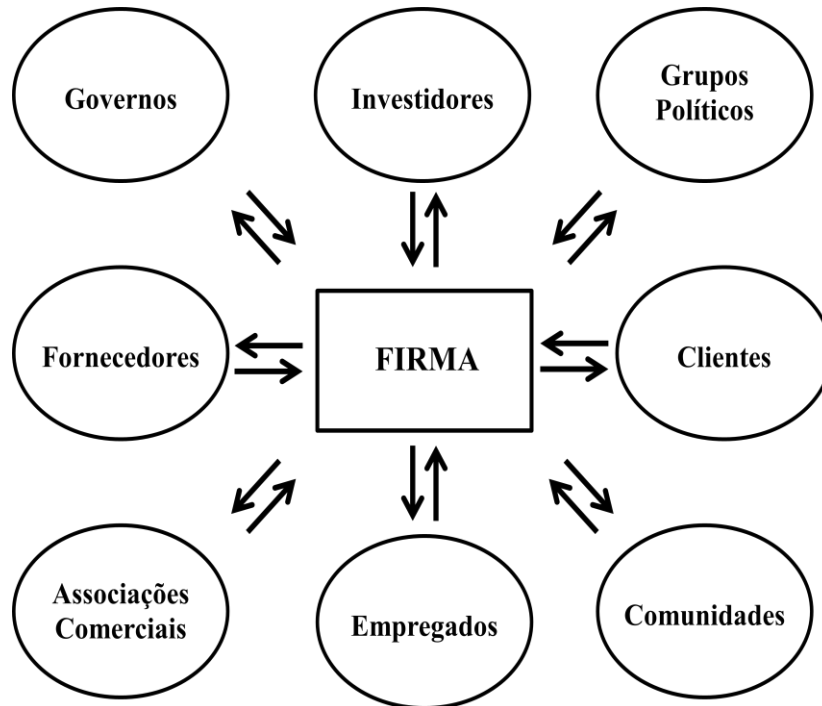 Governos
Investidores
Grupos
Políticos
Fornecedores
FIRMA
Clientes
Associações
Comerciais
Empregados
Comunidades